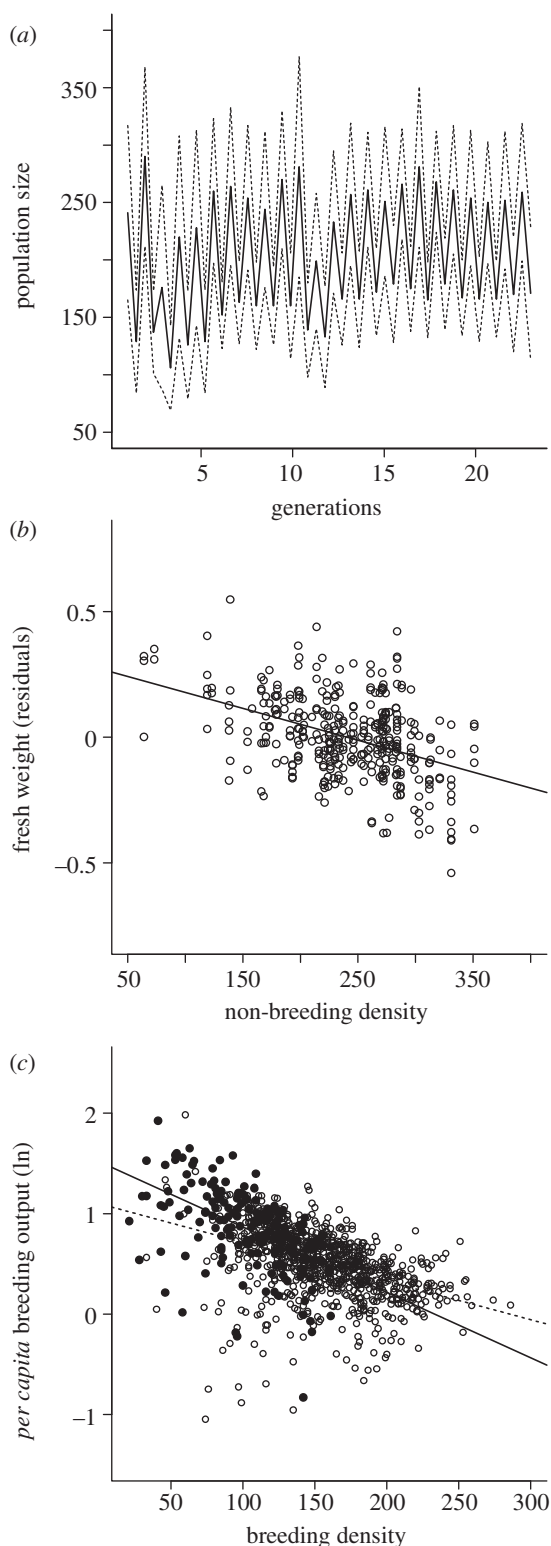 (a)
350
250
150
50
population size
5 10 15 20
generations
(b)
0.5
0
–0.5
fresh weight (residuals)
50 150 250 350
non-breeding density
(c)
2
1
0
–1
per capita breeding output (ln)
50 100 150 200 250 300
breeding density